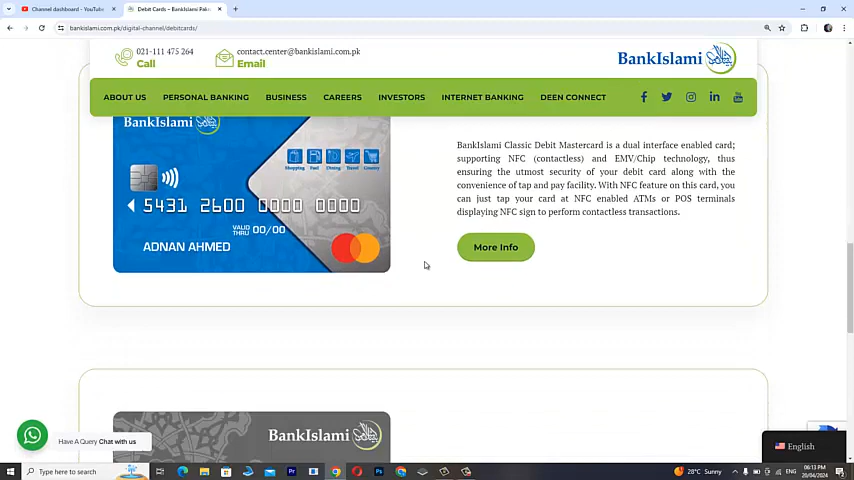 Channel dashboard - YouTube
Debit Cards – BankIslami Paki
bankislami.com.pk/digital-channel/debitcards/
021-111 475 264
Call
contact.center@bankislami.com.pk
Email
BankIslami
ABOUT US PERSONAL BANKING BUSINESS CAREERS INVESTORS INTERNET BANKING DEEN CONNECT
BankIslami
Shopping Fuel Dining Travel Country
5431 2600 0000 0000
VALID THRU 00/00
ADNAN AHMED
BankIslami Classic Debit Mastercard is a dual interface enabled card;
supporting NFC (contactless) and EMV/Chip technology, thus
ensuring the utmost security of your debit card along with the
convenience of tap and pay facility. With NFC feature on this card, you
can just tap your card at NFC enabled ATMs or POS terminals
displaying NFC sign to perform contactless transactions.
More Info
BankIslami
Have A Query Chat with us
English
Type here to search
28°C Sunny
ENG
06:13 PM
20/04/2024